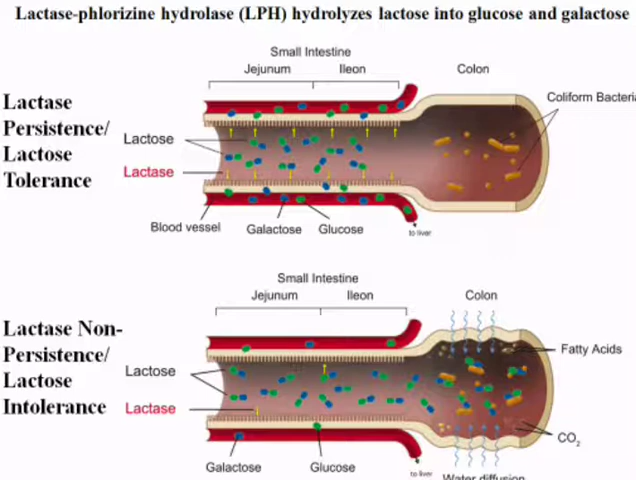 Lactase-phlorizine hydrolase (LPH) hydrolyzes lactose into glucose and galactose
Small Intestine
Jejunum
Ileon
Colon
Coliform Bacteria
Lactase
Persistence/
Lactose
Tolerance
Lactose
Lactase
Blood vessel
Galactose
Glucose
to liver
Small Intestine
Jejunum
Ileon
Colon
Lactase Non-
Persistence/
Lactose
Intolerance
Lactose
Lactase
Fatty Acids
CO2
Galactose
Glucose
to liver
Water diffusion